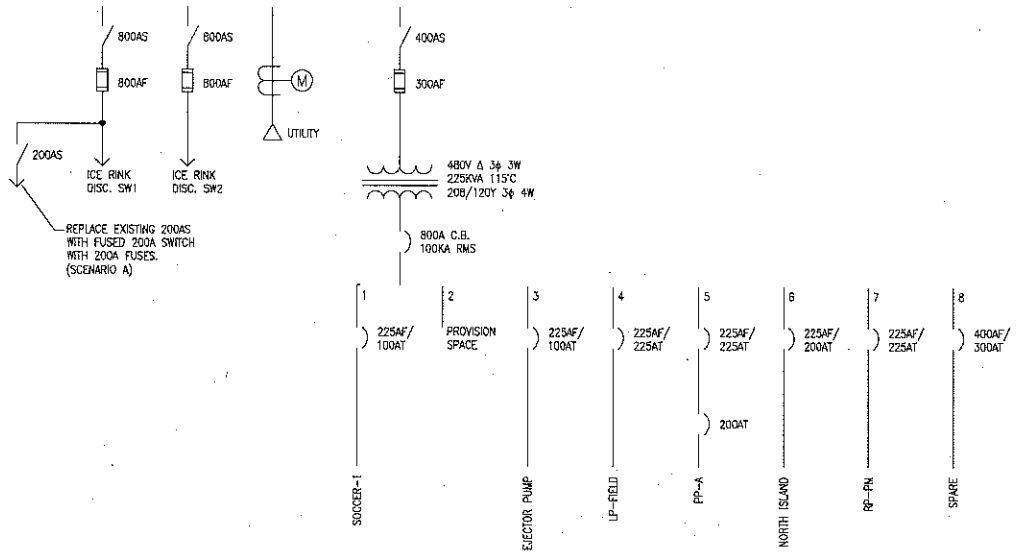 800AS
800AS
400AS
800AF
800AF
M
300AF
UTILITY
200AS
ICE RINK
DISC. SW1
ICE RINK
DISC. SW2
480V Δ 3ϕ 3W
225KVA 115°C
208/120Y 3ϕ 4W
REPLACE EXISTING 200AS
WITH FUSED 200A SWITCH
WITH 200A FUSES.
(SCENARIO A)
800A C.B.
100KA RMS
1
2
3
4
5
6
7
8
225AF/
100AT
PROVISION
SPACE
225AF/
100AT
225AF/
225AT
225AF/
225AT
225AF/
200AT
225AF/
225AT
400AF/
300AT
200AT
SOCCER-1
EJECTOR PUMP
LP-FIELD
PP-A
NORTH ISLAND
RP-PN
SPARE